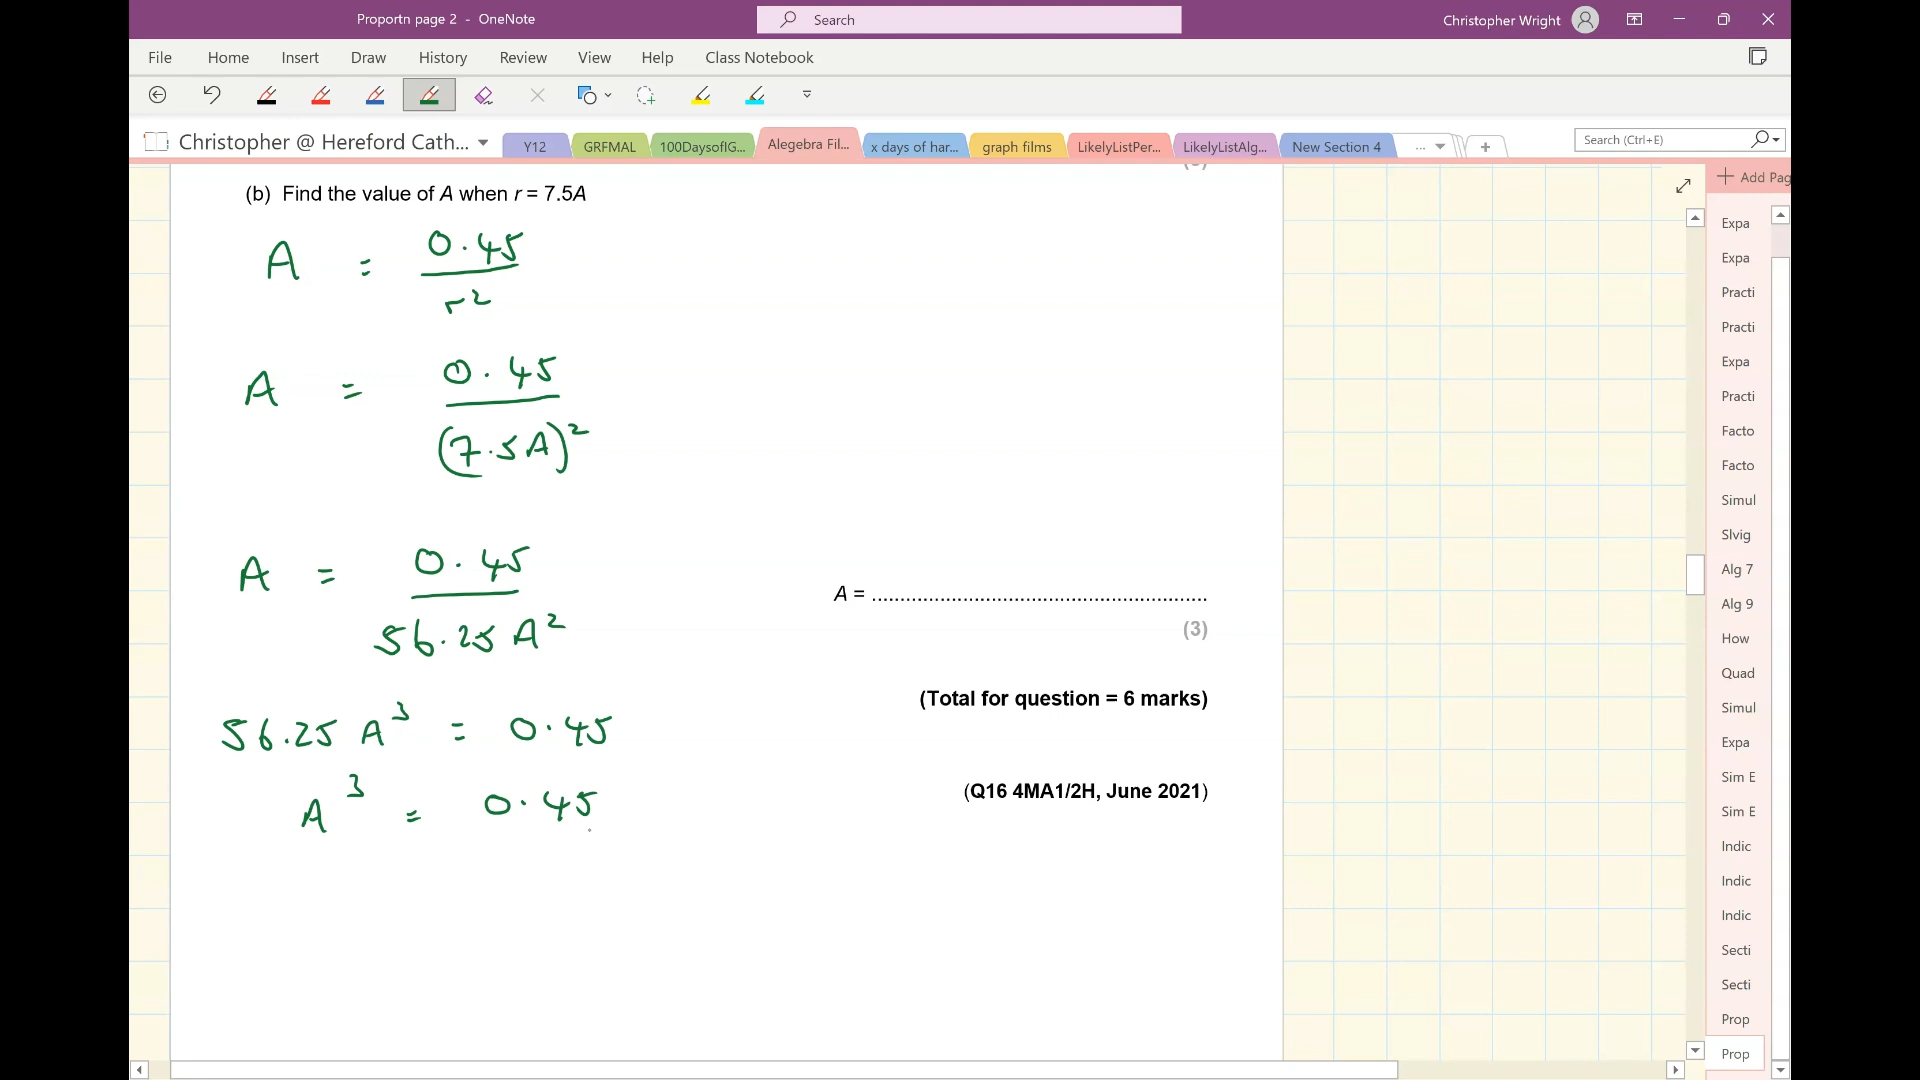 Proportn page 2 - OneNote
Search
Christopher Wright
File Home Insert Draw History Review View Help Class Notebook
Christopher @ Hereford Cath...
Y12 GRFMAL 100DaysofIG... Alegebra Fil... x days of har... graph films LikelyListPer... LikelyListAlg... New Section 4 ... +
Search (Ctrl+E)
(b) Find the value of A when r = 7.5A
A = 0.45
r²
A = 0.45
(7.5A)²
A = 0.45
56.25 A²
56.25 A³ = 0.45
A³ = 0.45
A = ..........................................................
(3)
(Total for question = 6 marks)
(Q16 4MA1/2H, June 2021)
+ Add Pag
Expa
Expa
Practi
Practi
Expa
Practi
Facto
Facto
Simul
Slvig
Alg 7
Alg 9
How
Quad
Simul
Expa
Sim E
Sim E
Indic
Indic
Indic
Secti
Secti
Prop
Prop